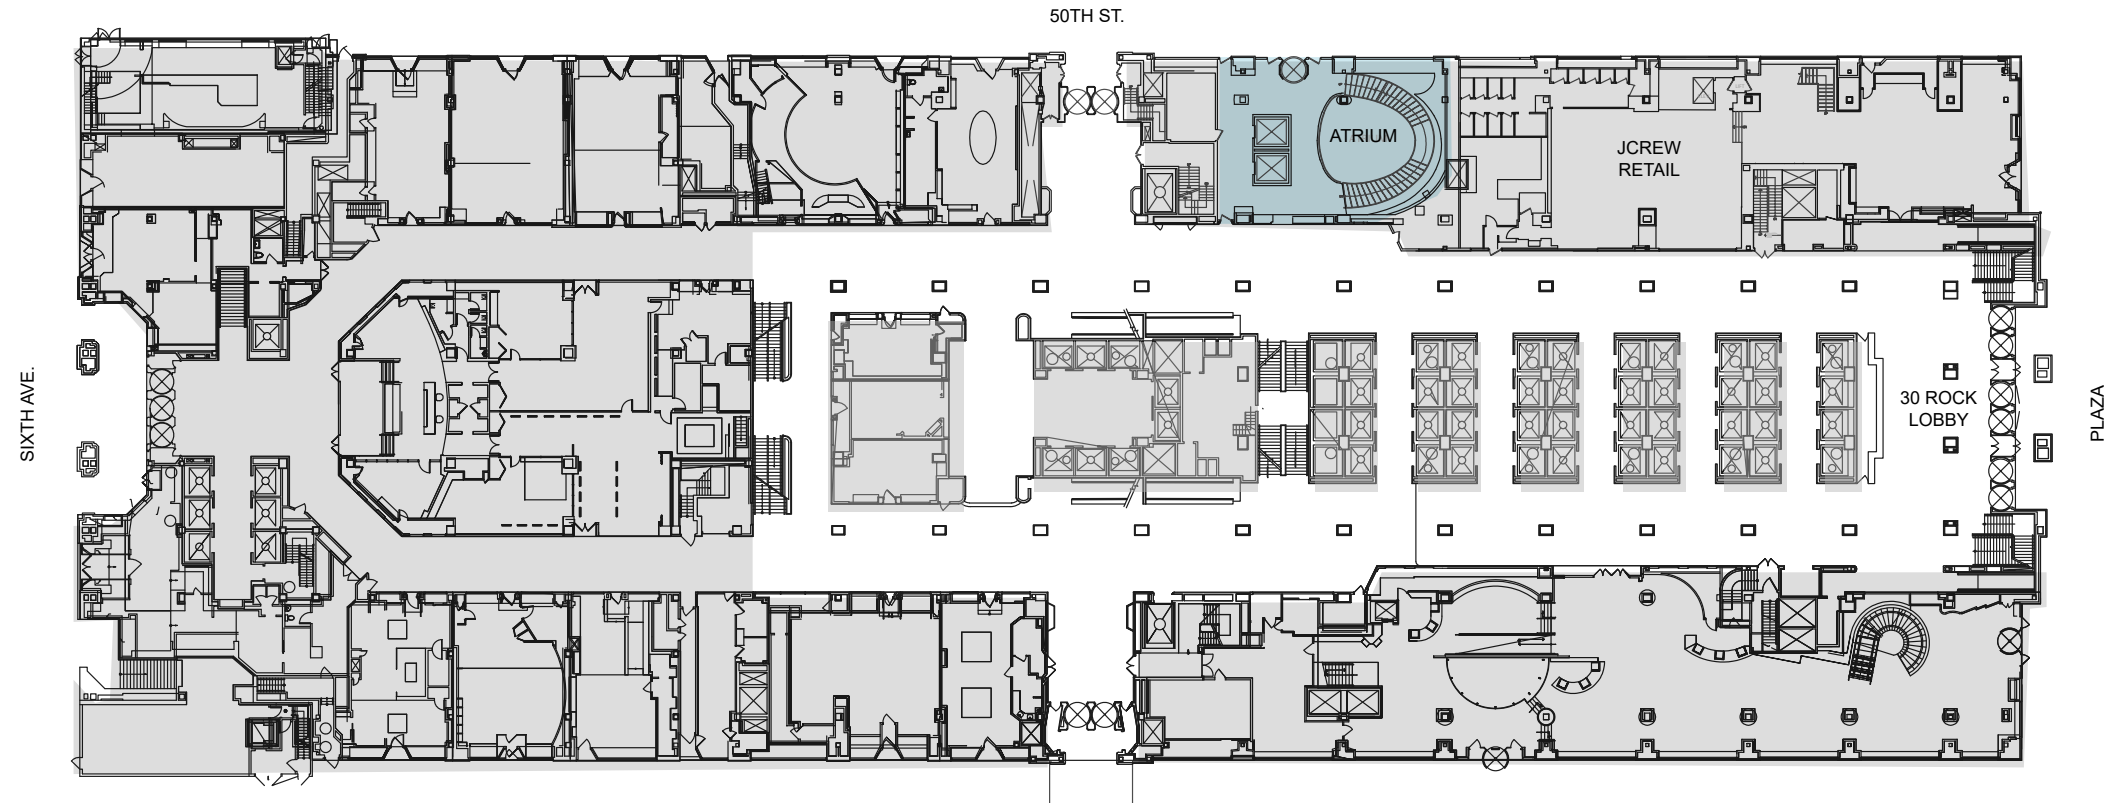 50TH ST.
ATRIUM
JCREW
RETAIL
SIXTH AVE.
30 ROCK
LOBBY
PLAZA